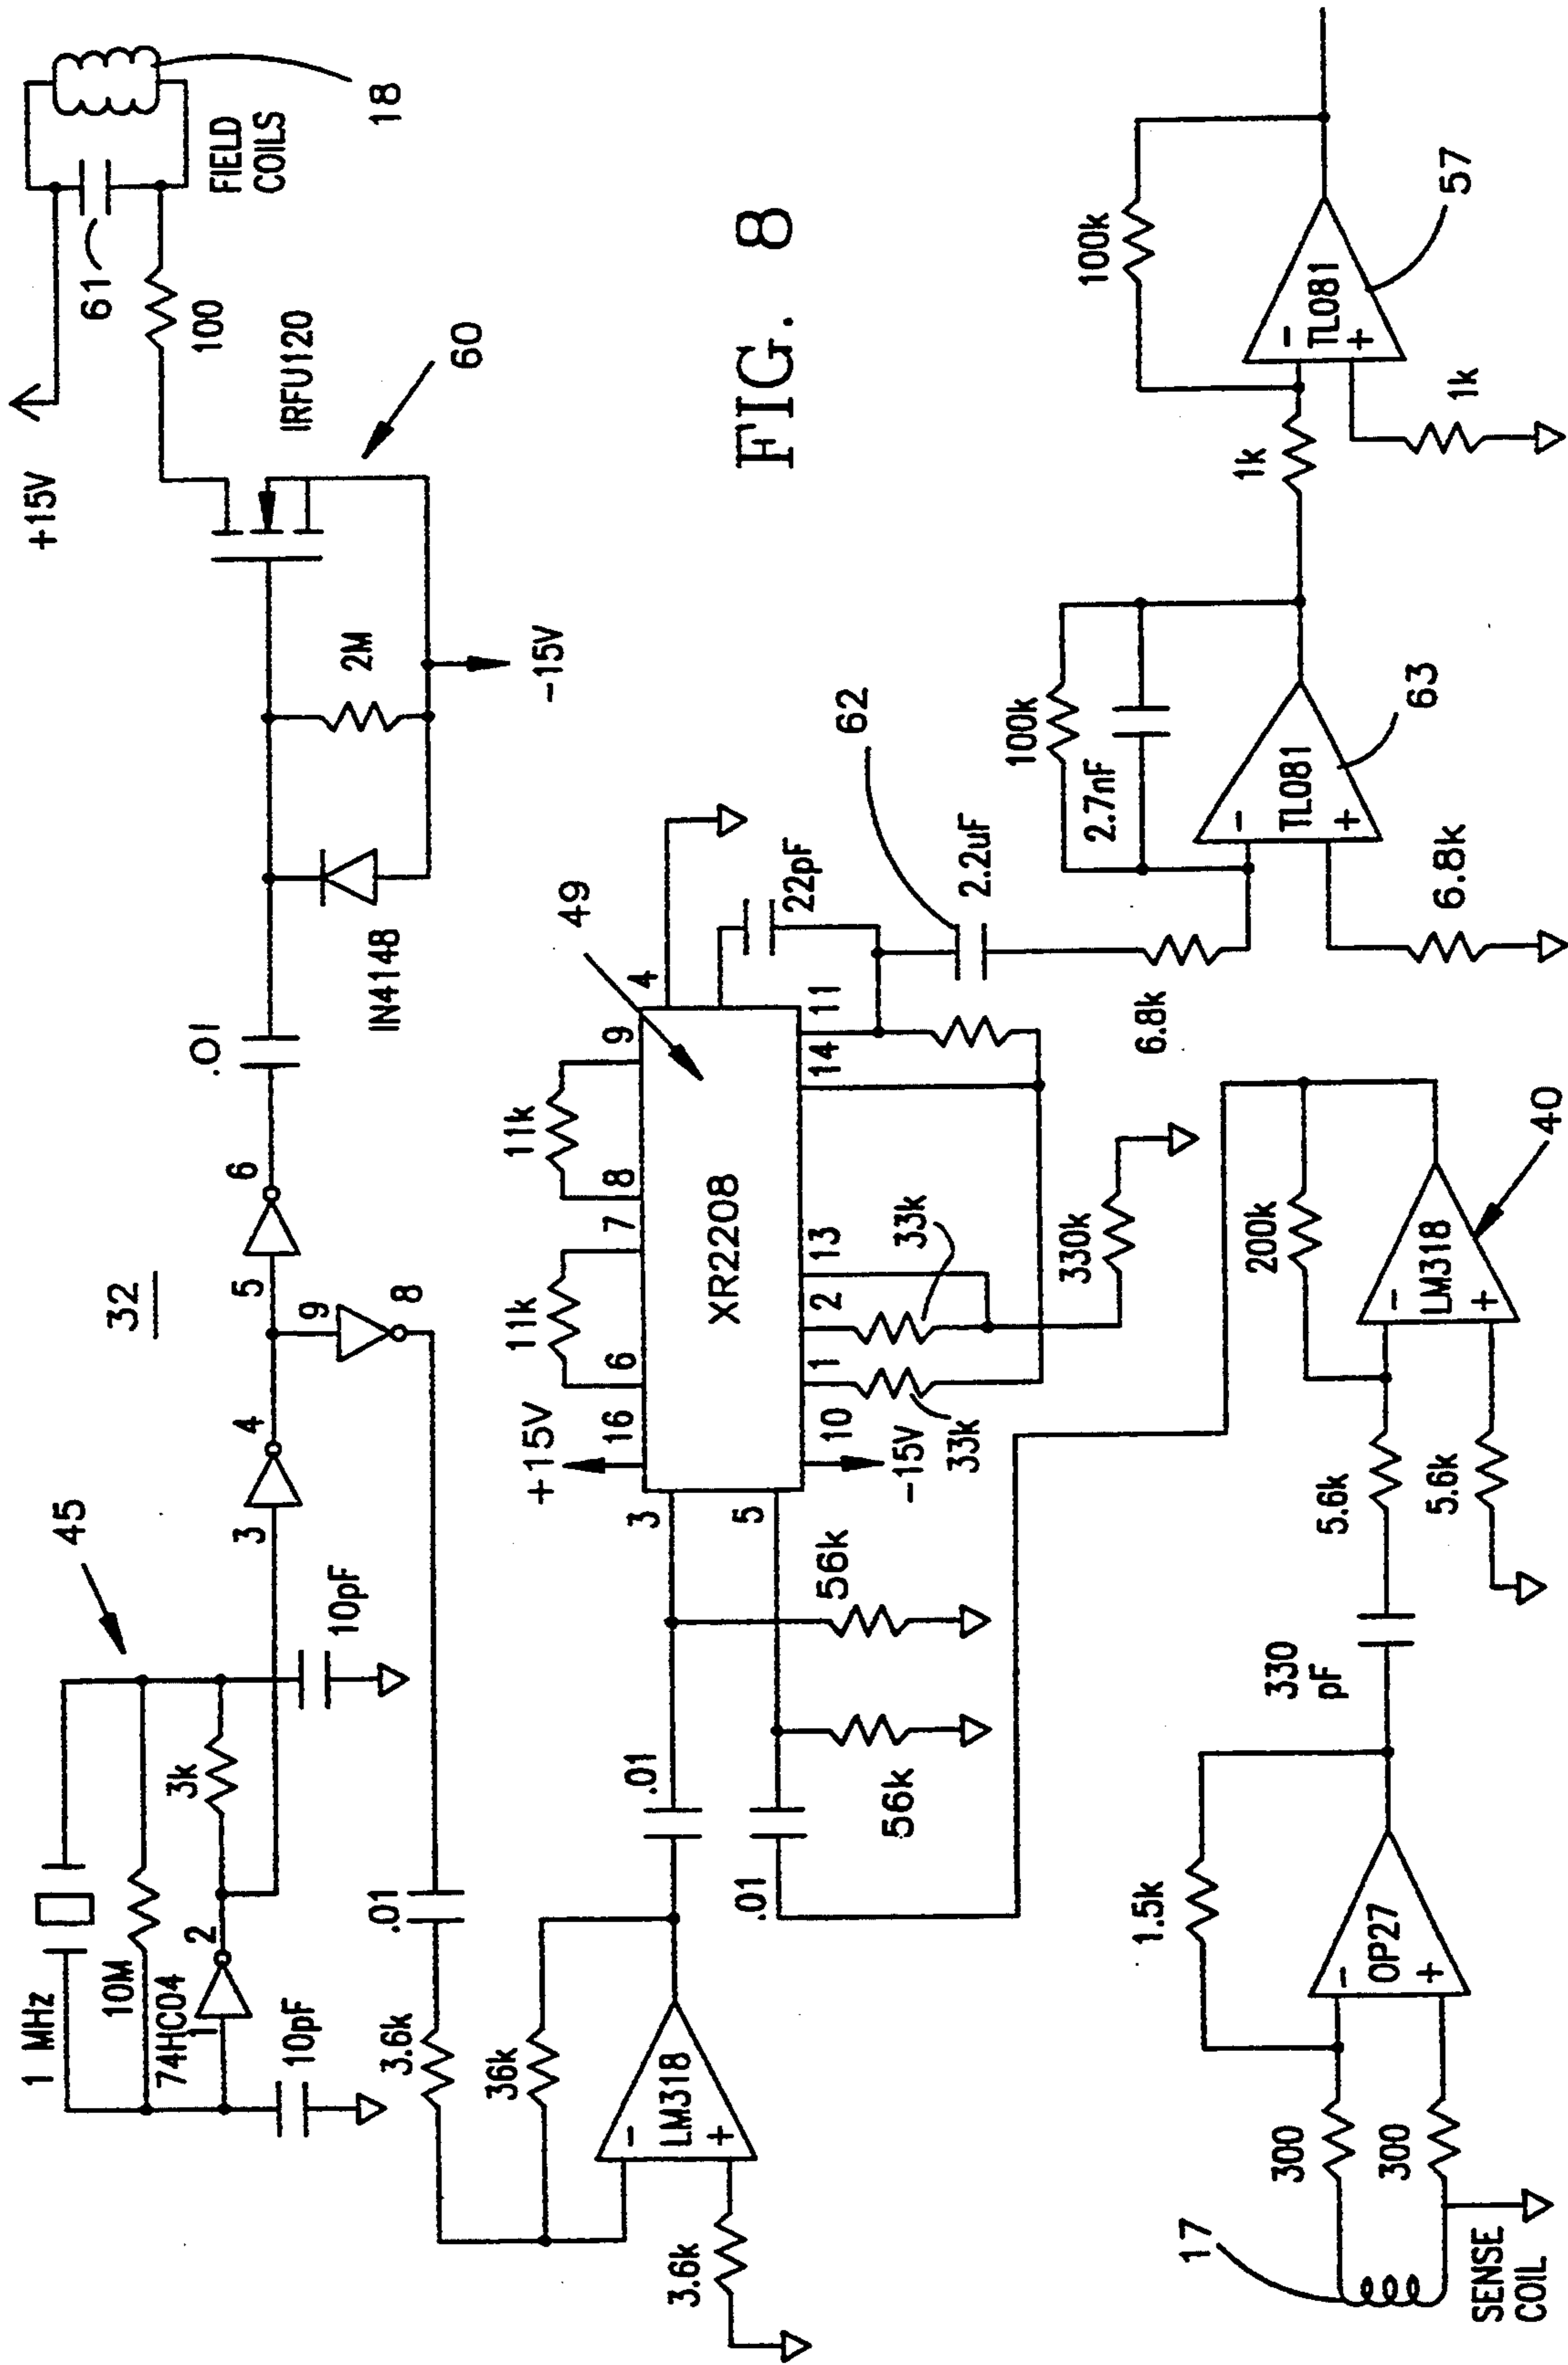 FIG. 8
32
1 MHz
10M
74HC04
1
2
3k
10pF
10pF
45
3
4
5
6
9
8
.01
IN4148
2M
-15V
IRFU120
60
+15V
100
61
FIELD
COILS
18
.01
3.6k
36k
LM318
-
+
3.6k
.01
56k
.01
56k
+15V
16
6
11k
7
8
11k
9
4
49
3
5
XR2208
10
1
2
13
14
11
-15V
33k
33k
330k
22pF
62
2.2uF
6.8k
100k
2.7nF
-
TL081
+
6.8k
63
1k
100k
-
TL081
+
1k
57
17
SENSE
COIL
300
300
1.5k
-
OP27
+
330
pF
5.6k
5.6k
200k
-
LM318
+
40